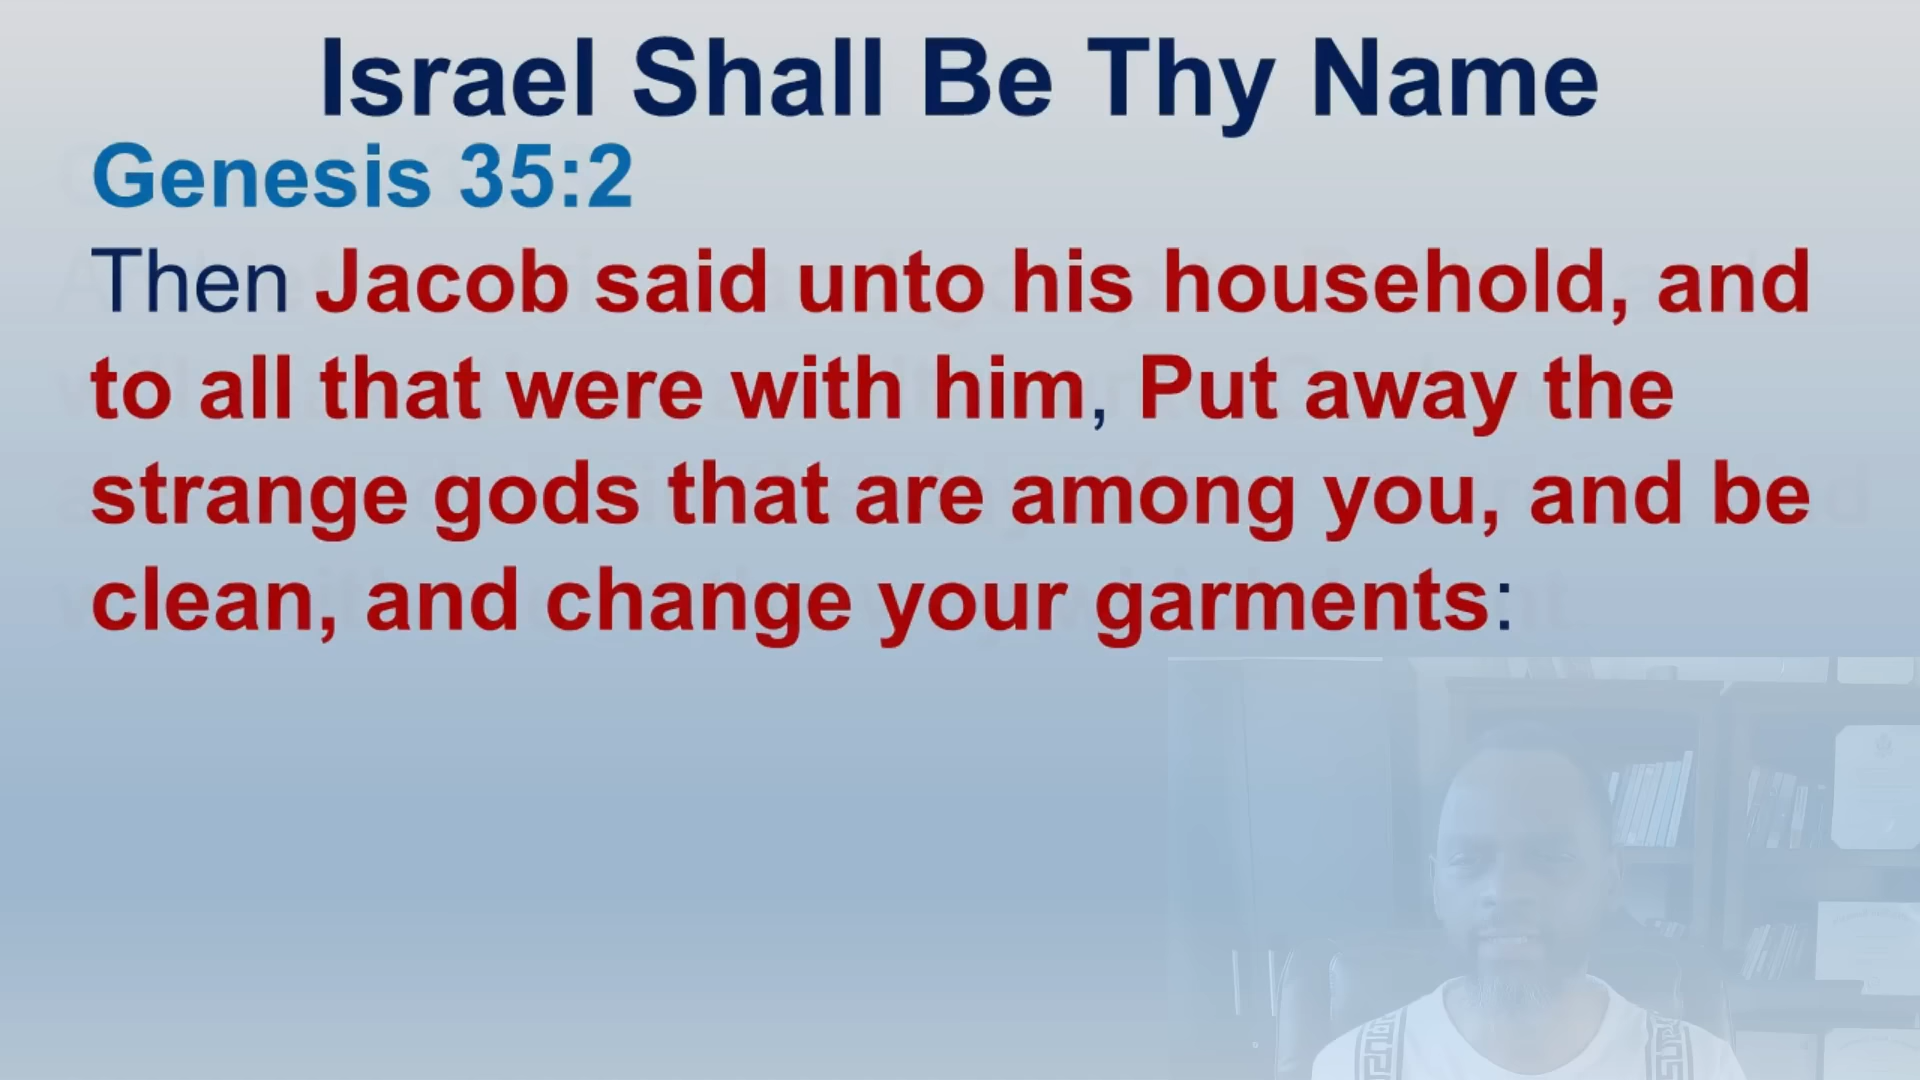 Israel Shall Be Thy Name
Genesis 35:2
Then Jacob said unto his household, and
to all that were with him, Put away the
strange gods that are among you, and be
clean, and change your garments: